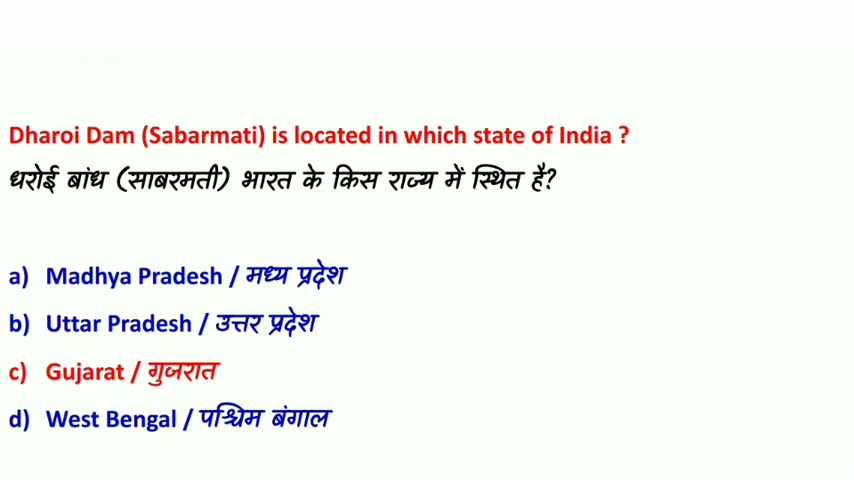 Dharoi Dam (Sabarmati) is located in which state of India ?
धरोई बांध (साबरमती) भारत के किस राज्य में स्थित है?
a) Madhya Pradesh / मध्य प्रदेश
b) Uttar Pradesh / उत्तर प्रदेश
c) Gujarat / गुजरात
d) West Bengal / पश्चिम बंगाल